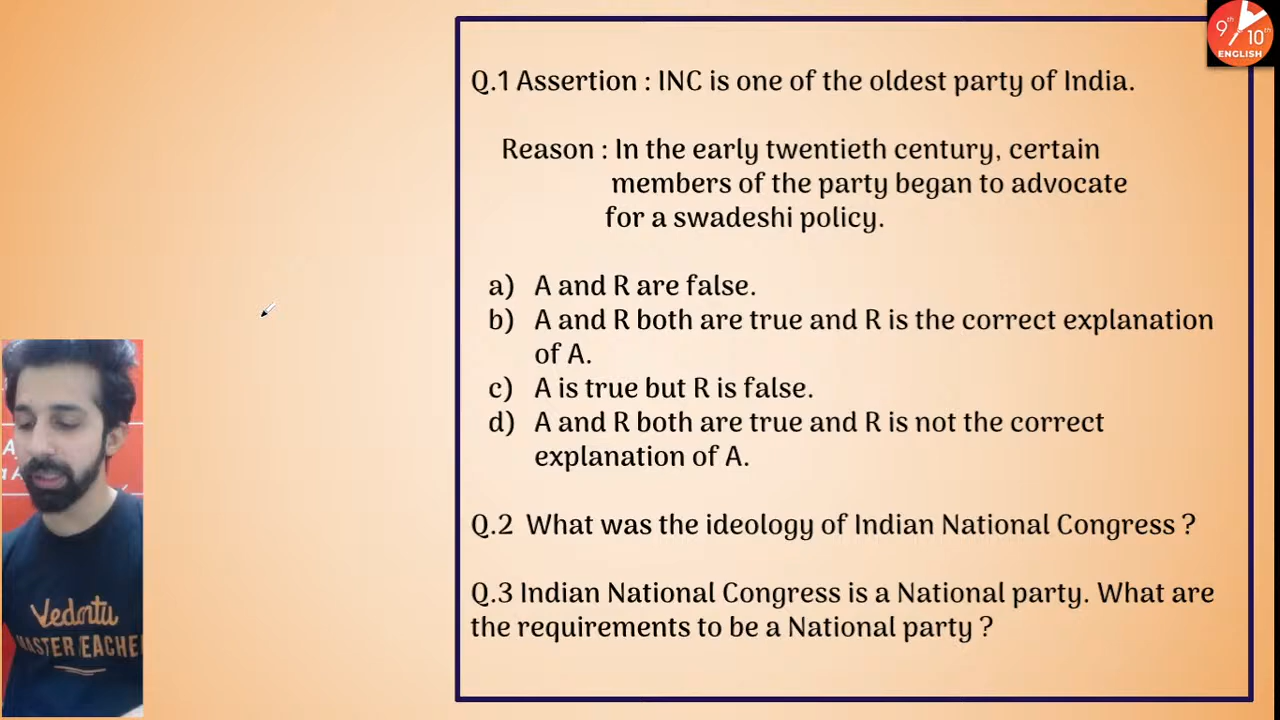 9th 10th
ENGLISH
Q.1 Assertion : INC is one of the oldest party of India.
Reason : In the early twentieth century, certain
members of the party began to advocate
for a swadeshi policy.
a) A and R are false.
b) A and R both are true and R is the correct explanation
of A.
c) A is true but R is false.
d) A and R both are true and R is not the correct
explanation of A.
Q.2 What was the ideology of Indian National Congress ?
Q.3 Indian National Congress is a National party. What are
the requirements to be a National party ?
Vedantu
MASTER TEACHER